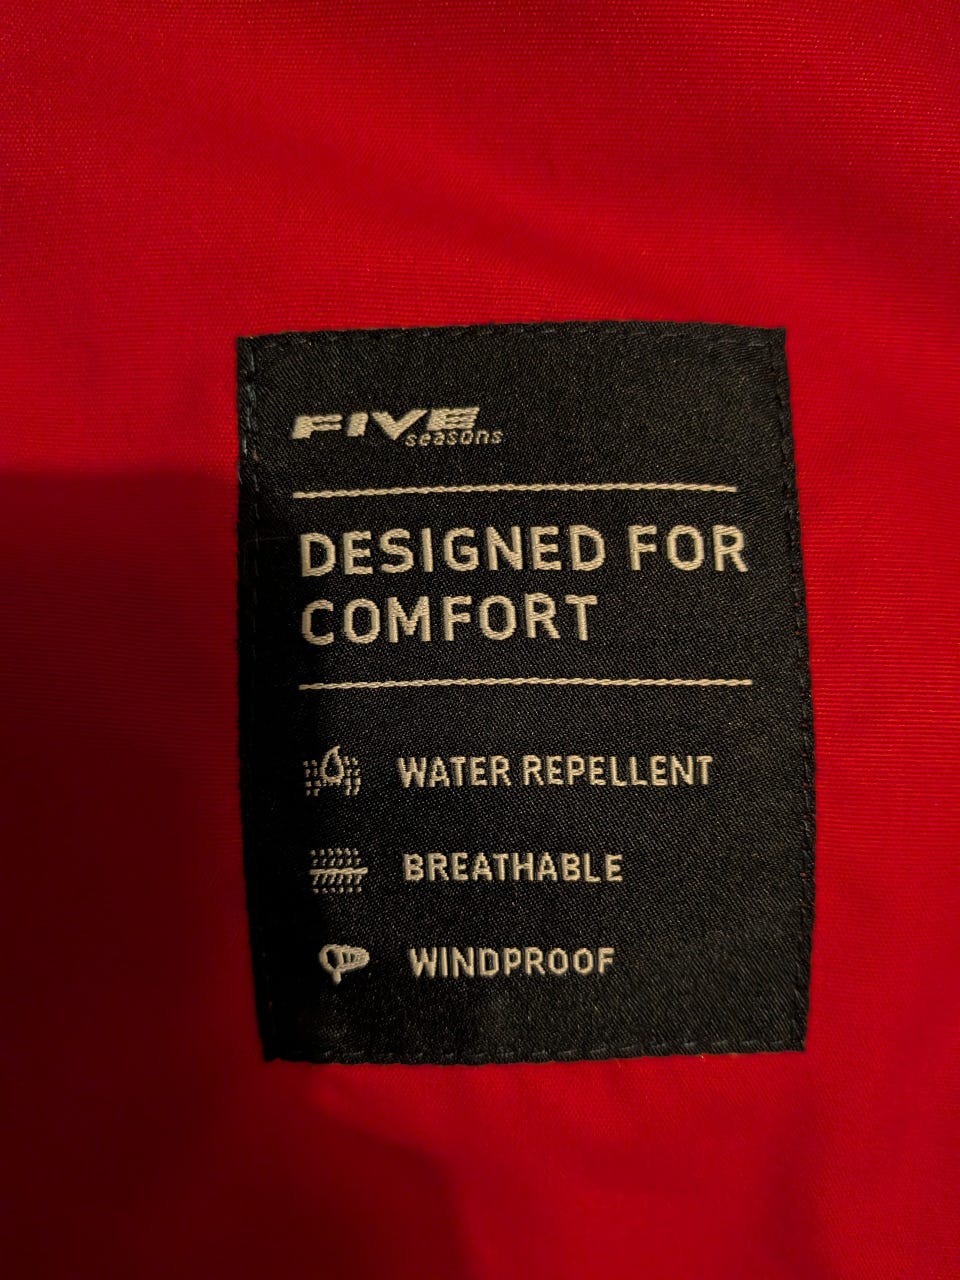 FIVE
seasons
DESIGNED FOR
COMFORT
WATER REPELLENT
BREATHABLE
WINDPROOF